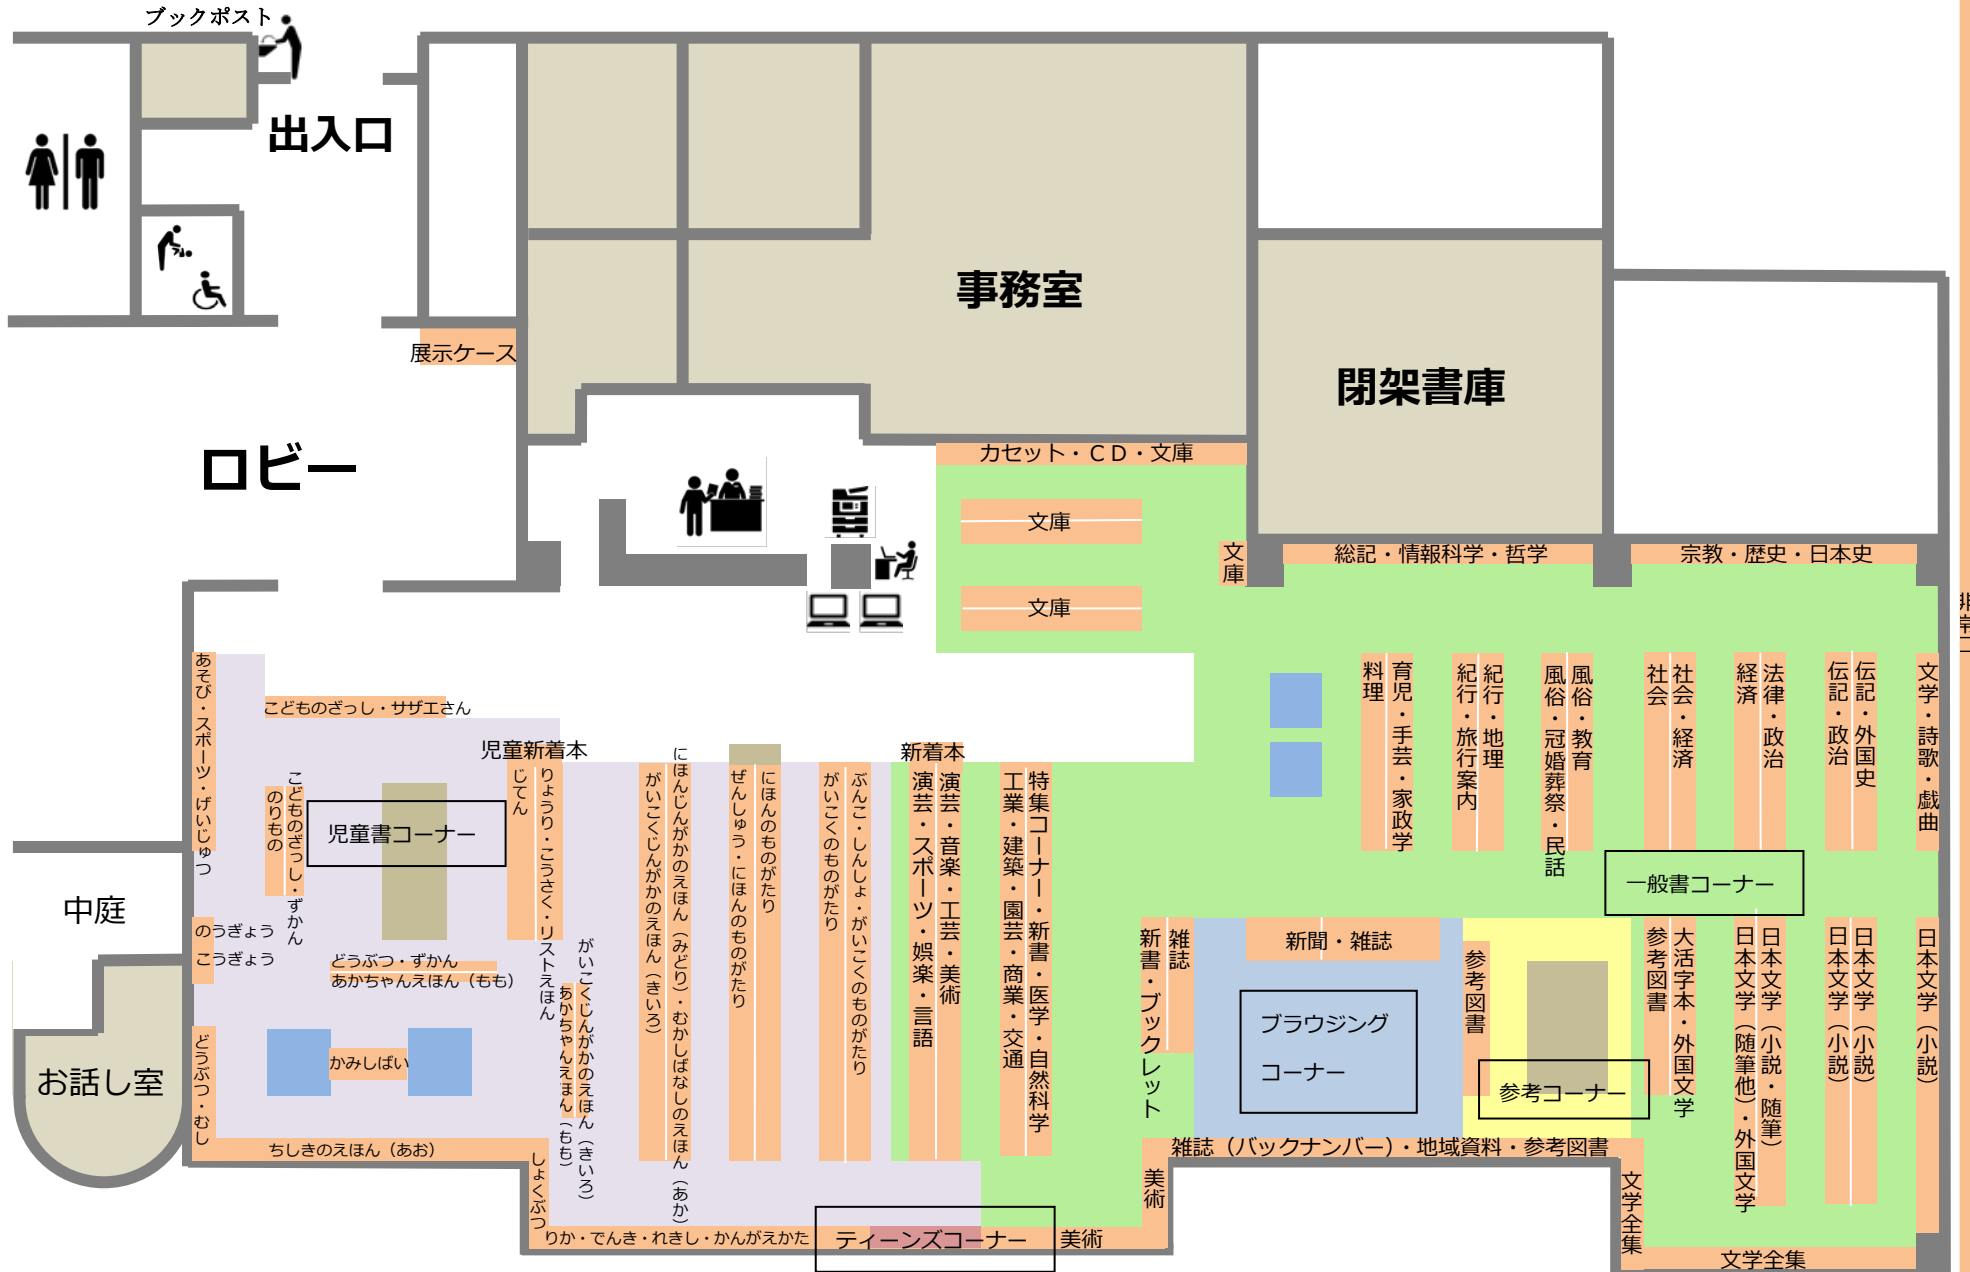 ブックポスト
出入口
事務室
展示ケース
閉架書庫
ロビー
カセット・ＣＤ・文庫
文庫
文庫
文庫
総記・情報科学・哲学
宗教・歴史・日本史
非常
あそび・スポーツ・げいじゅつ
こどものざっし・サザエさん
児童新着本
新着本
こどものざっし・ずかん
のりもの
児童書コーナー
りょうり・こうさく・リストえほん
じてん
にほんじんがかのえほん（みどり）・むかしばなしのえほん（あか）
がいこくじんがかのえほん（きいろ）
にほんのものがたり
ぜんしゅう・にほんのものがたり
ぶんこ・しんしょ・がいこくのものがたり
がいこくのものがたり
演芸・音楽・工芸・美術
演芸・スポーツ・娯楽・言語
特集コーナー・新書・医学・自然科学
工業・建築・園芸・商業・交通
育児・手芸・家政学
料理
紀行・地理
紀行・旅行案内
風俗・教育
風俗・冠婚葬祭・民話
社会・経済
社会
法律・政治
経済
伝記・外国史
伝記・政治
文学・詩歌・戯曲
一般書コーナー
中庭
のうぎょう
こうぎょう
どうぶつ・ずかん
あかちゃんえほん（もも）
がいこくじんがかのえほん（きいろ）
あかちゃんえほん（もも）
雑誌
新書・ブックレット
新聞・雑誌
ブラウジング
コーナー
参考図書
参考コーナー
大活字本・外国文学
参考図書
日本文学（小説・随筆）
日本文学（随筆他）・外国文学
日本文学（小説）
日本文学（小説）
日本文学（小説）
お話し室
どうぶつ・むし
かみしばい
ちしきのえほん（あお）
しょくぶつ
りか・でんき・れきし・かんがえかた
ティーンズコーナー
美術
美術
雑誌（バックナンバー）・地域資料・参考図書
文学全集
文学全集